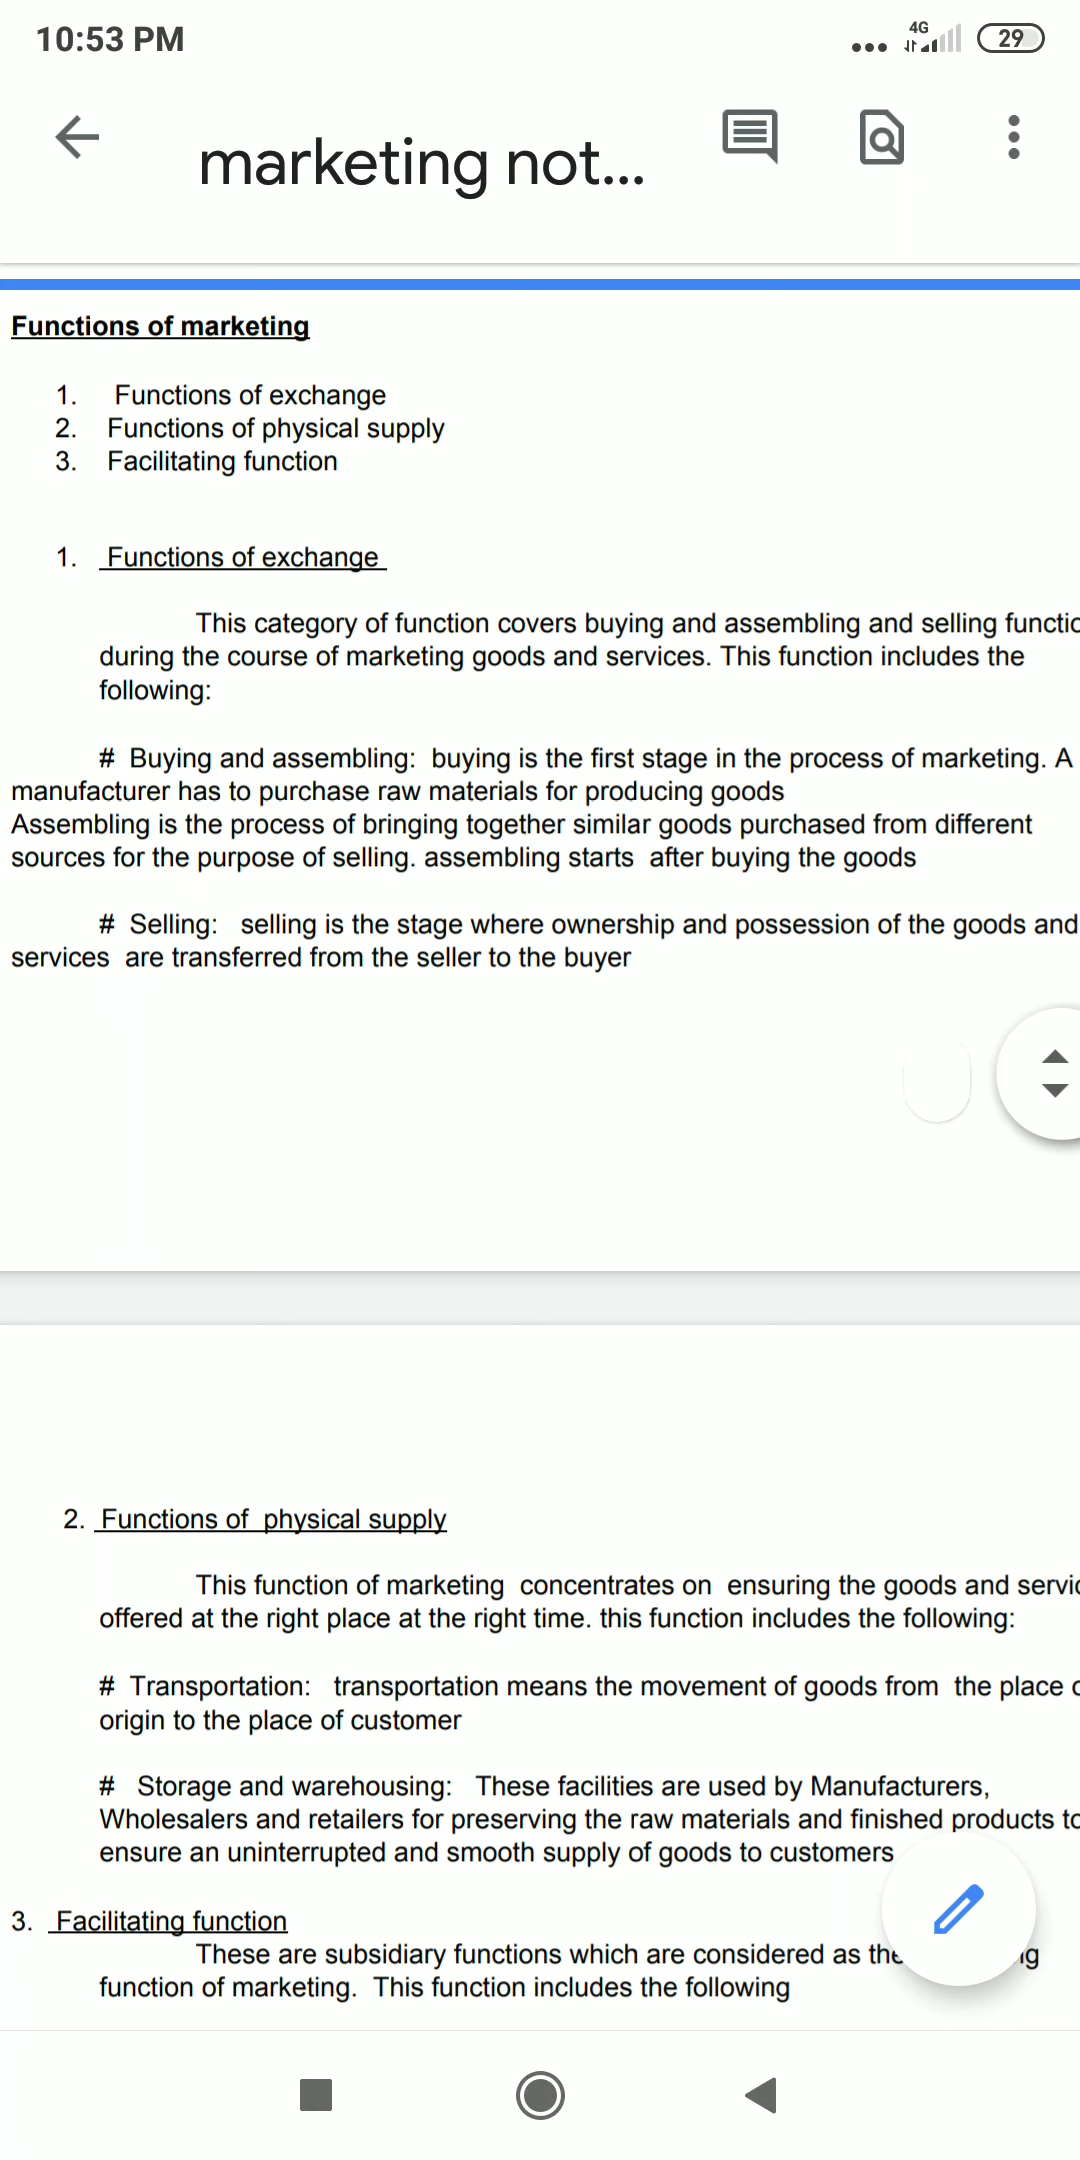 10:53 PM
4G
29
marketing not...
Functions of marketing
1. Functions of exchange
2. Functions of physical supply
3. Facilitating function
1. Functions of exchange
This category of function covers buying and assembling and selling
during the course of marketing goods and services. This function includes the
following:
# Buying and assembling: buying is the first stage in the process of marketing. A
manufacturer has to purchase raw materials for producing goods
Assembling is the process of bringing together similar goods purchased from different
sources for the purpose of selling. assembling starts after buying the goods
# Selling: selling is the stage where ownership and possession of the goods and
services are transferred from the seller to the buyer
2. Functions of physical supply
This function of marketing concentrates on ensuring the goods and
offered at the right place at the right time. this function includes the following:
# Transportation: transportation means the movement of goods from the place
origin to the place of customer
# Storage and warehousing: These facilities are used by Manufacturers,
Wholesalers and retailers for preserving the raw materials and finished products
ensure an uninterrupted and smooth supply of goods to customers
3. Facilitating function
These are subsidiary functions which are considered as
function of marketing. This function includes the following